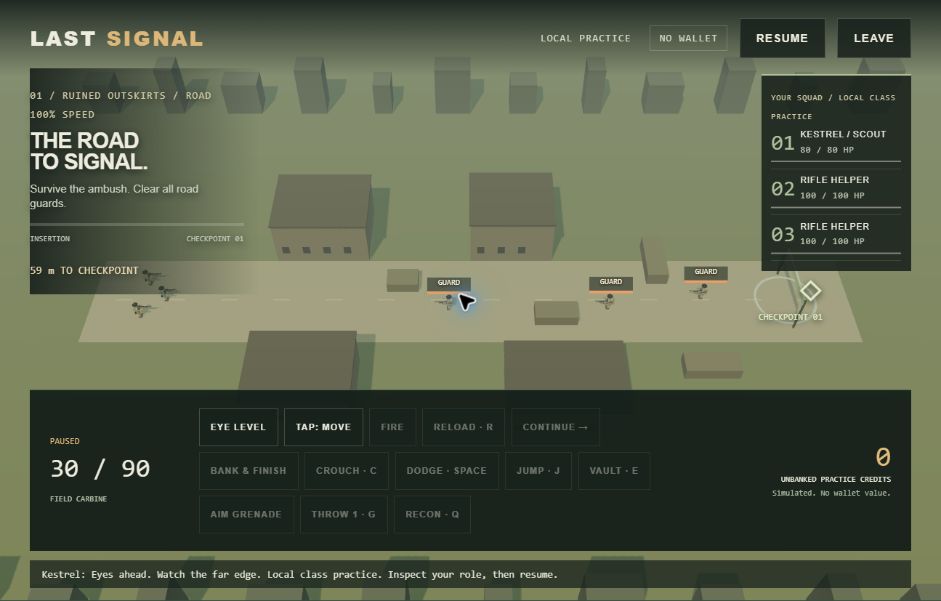 LAST SIGNAL
LOCAL PRACTICE
NO WALLET
RESUME
LEAVE
01 / RUINED OUTSKIRTS / ROAD
100% SPEED
THE ROAD
TO SIGNAL.
Survive the ambush. Clear all road
guards.
INSERTION
CHECKPOINT 01
59 m TO CHECKPOINT
YOUR SQUAD / LOCAL CLASS
PRACTICE
01 KESTREL / SCOUT
80 / 80 HP
02 RIFLE HELPER
100 / 100 HP
03 RIFLE HELPER
100 / 100 HP
GUARD
GUARD
GUARD
CHECKPOINT 01
PAUSED
30 / 90
FIELD CARBINE
EYE LEVEL
TAP: MOVE
FIRE
RELOAD · R
CONTINUE →
BANK & FINISH
CROUCH · C
DODGE · SPACE
JUMP · J
VAULT · E
AIM GRENADE
THROW 1 · G
RECON · Q
0
UNBANKED PRACTICE CREDITS
Simulated. No wallet value.
Kestrel: Eyes ahead. Watch the far edge. Local class practice. Inspect your role, then resume.